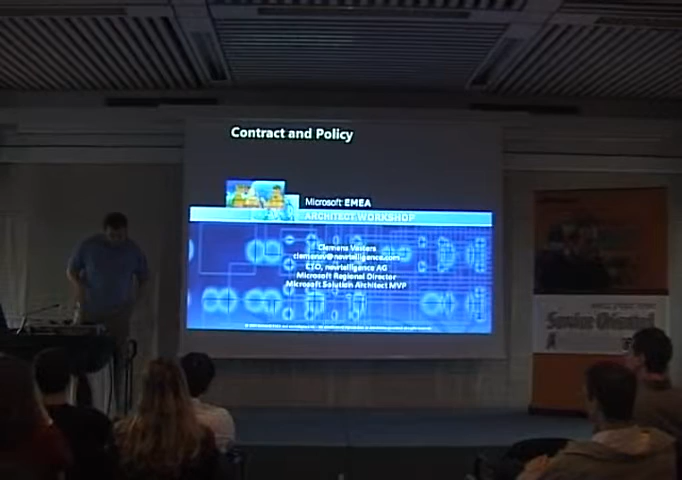 Contract and Policy
Microsoft EMEA
ARCHITECT WORKSHOP
Clemens Vasters
clemensv@newtelligence.com
CTO, newtelligence AG
Microsoft Regional Director
Microsoft Solution Architect MVP
Service Oriented